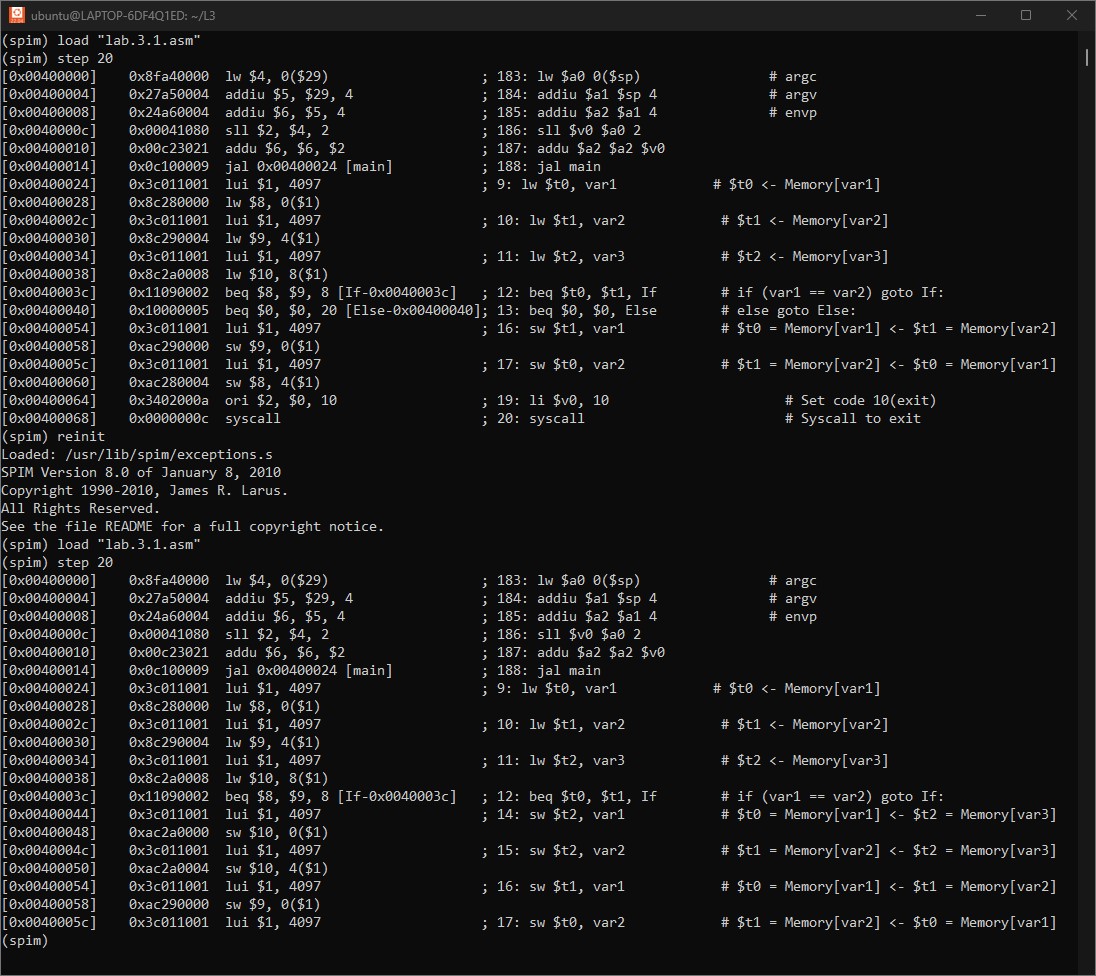 ubuntu@LAPTOP-6DF4Q1ED: ~/L3
(spim) load "lab.3.1.asm"
(spim) step 20
[0x00400000]    0x8fa40000  lw $4, 0($29)                   ; 183: lw $a0 0($sp)                # argc
[0x00400004]    0x27a50004  addiu $5, $29, 4                ; 184: addiu $a1 $sp 4              # argv
[0x00400008]    0x24a60004  addiu $6, $5, 4                 ; 185: addiu $a2 $a1 4              # envp
[0x0040000c]    0x00041080  sll $2, $4, 2                   ; 186: sll $v0 $a0 2
[0x00400010]    0x00c23021  addu $6, $6, $2                 ; 187: addu $a2 $a2 $v0
[0x00400014]    0x0c100009  jal 0x00400024 [main]           ; 188: jal main
[0x00400024]    0x3c011001  lui $1, 4097                    ; 9: lw $t0, var1            # $t0 <- Memory[var1]
[0x00400028]    0x8c280000  lw $8, 0($1)
[0x0040002c]    0x3c011001  lui $1, 4097                    ; 10: lw $t1, var2            # $t1 <- Memory[var2]
[0x00400030]    0x8c290004  lw $9, 4($1)
[0x00400034]    0x3c011001  lui $1, 4097                    ; 11: lw $t2, var3            # $t2 <- Memory[var3]
[0x00400038]    0x8c2a0008  lw $10, 8($1)
[0x0040003c]    0x11090002  beq $8, $9, 8 [If-0x0040003c]   ; 12: beq $t0, $t1, If        # if (var1 == var2) goto If:
[0x00400040]    0x10000005  beq $0, $0, 20 [Else-0x00400040]; 13: beq $0, $0, Else        # else goto Else:
[0x00400054]    0x3c011001  lui $1, 4097                    ; 16: sw $t1, var1            # $t0 = Memory[var1] <- $t1 = Memory[var2]
[0x00400058]    0xac290000  sw $9, 0($1)
[0x0040005c]    0x3c011001  lui $1, 4097                    ; 17: sw $t0, var2            # $t1 = Memory[var2] <- $t0 = Memory[var1]
[0x00400060]    0xac280004  sw $8, 4($1)
[0x00400064]    0x3402000a  ori $2, $0, 10                  ; 19: li $v0, 10                      # Set code 10(exit)
[0x00400068]    0x0000000c  syscall                         ; 20: syscall                         # Syscall to exit
(spim) reinit
Loaded: /usr/lib/spim/exceptions.s
SPIM Version 8.0 of January 8, 2010
Copyright 1990-2010, James R. Larus.
All Rights Reserved.
See the file README for a full copyright notice.
(spim) load "lab.3.1.asm"
(spim) step 20
[0x00400000]    0x8fa40000  lw $4, 0($29)                   ; 183: lw $a0 0($sp)                # argc
[0x00400004]    0x27a50004  addiu $5, $29, 4                ; 184: addiu $a1 $sp 4              # argv
[0x00400008]    0x24a60004  addiu $6, $5, 4                 ; 185: addiu $a2 $a1 4              # envp
[0x0040000c]    0x00041080  sll $2, $4, 2                   ; 186: sll $v0 $a0 2
[0x00400010]    0x00c23021  addu $6, $6, $2                 ; 187: addu $a2 $a2 $v0
[0x00400014]    0x0c100009  jal 0x00400024 [main]           ; 188: jal main
[0x00400024]    0x3c011001  lui $1, 4097                    ; 9: lw $t0, var1            # $t0 <- Memory[var1]
[0x00400028]    0x8c280000  lw $8, 0($1)
[0x0040002c]    0x3c011001  lui $1, 4097                    ; 10: lw $t1, var2            # $t1 <- Memory[var2]
[0x00400030]    0x8c290004  lw $9, 4($1)
[0x00400034]    0x3c011001  lui $1, 4097                    ; 11: lw $t2, var3            # $t2 <- Memory[var3]
[0x00400038]    0x8c2a0008  lw $10, 8($1)
[0x0040003c]    0x11090002  beq $8, $9, 8 [If-0x0040003c]   ; 12: beq $t0, $t1, If        # if (var1 == var2) goto If:
[0x00400044]    0x3c011001  lui $1, 4097                    ; 14: sw $t2, var1            # $t0 = Memory[var1] <- $t2 = Memory[var3]
[0x00400048]    0xac2a0000  sw $10, 0($1)
[0x0040004c]    0x3c011001  lui $1, 4097                    ; 15: sw $t2, var2            # $t1 = Memory[var2] <- $t2 = Memory[var3]
[0x00400050]    0xac2a0004  sw $10, 4($1)
[0x00400054]    0x3c011001  lui $1, 4097                    ; 16: sw $t1, var1            # $t0 = Memory[var1] <- $t1 = Memory[var2]
[0x00400058]    0xac290000  sw $9, 0($1)
[0x0040005c]    0x3c011001  lui $1, 4097                    ; 17: sw $t0, var2            # $t1 = Memory[var2] <- $t0 = Memory[var1]
(spim)